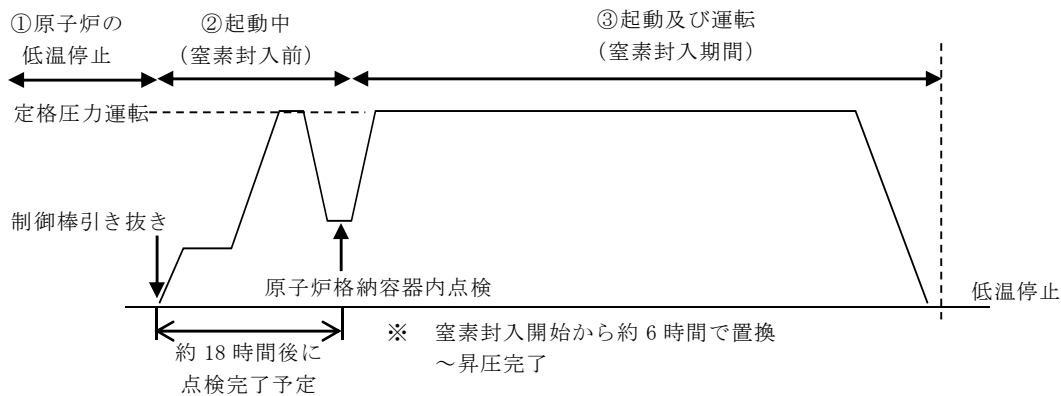 ①原子炉の
低温停止
②起動中
(窒素封入前)
③起動及び運転
(窒素封入期間)
定格圧力運転
制御棒引き抜き
原子炉格納容器内点検
低温停止
約 18 時間後に
点検完了予定
※ 窒素封入開始から約 6 時間で置換
～昇圧完了